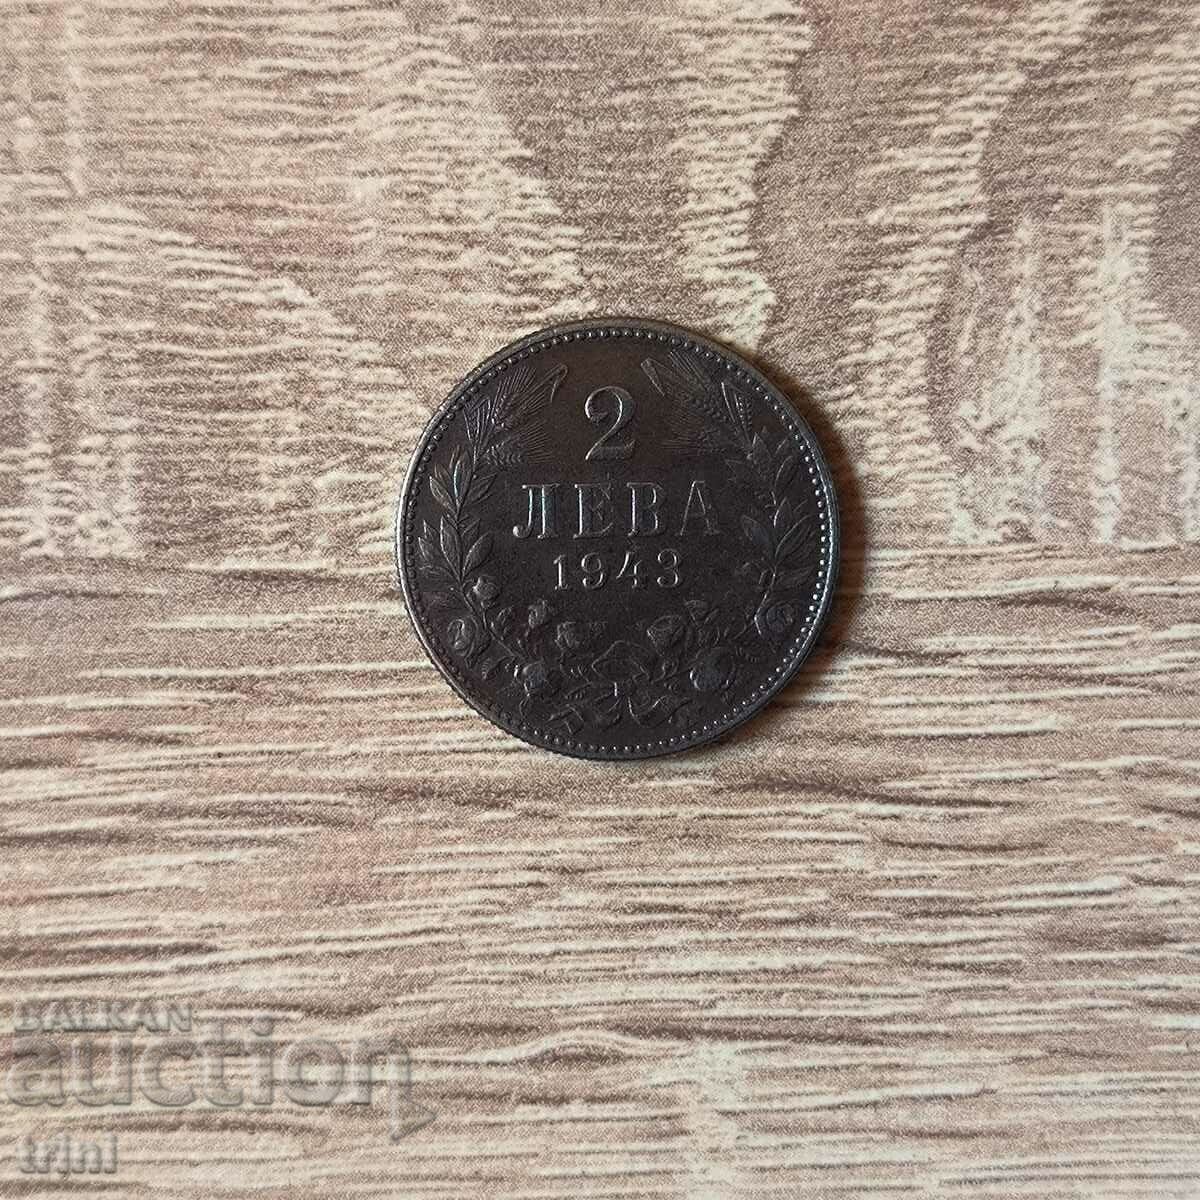 2
ЛЕВА
1943
BALKAN
auction
trini